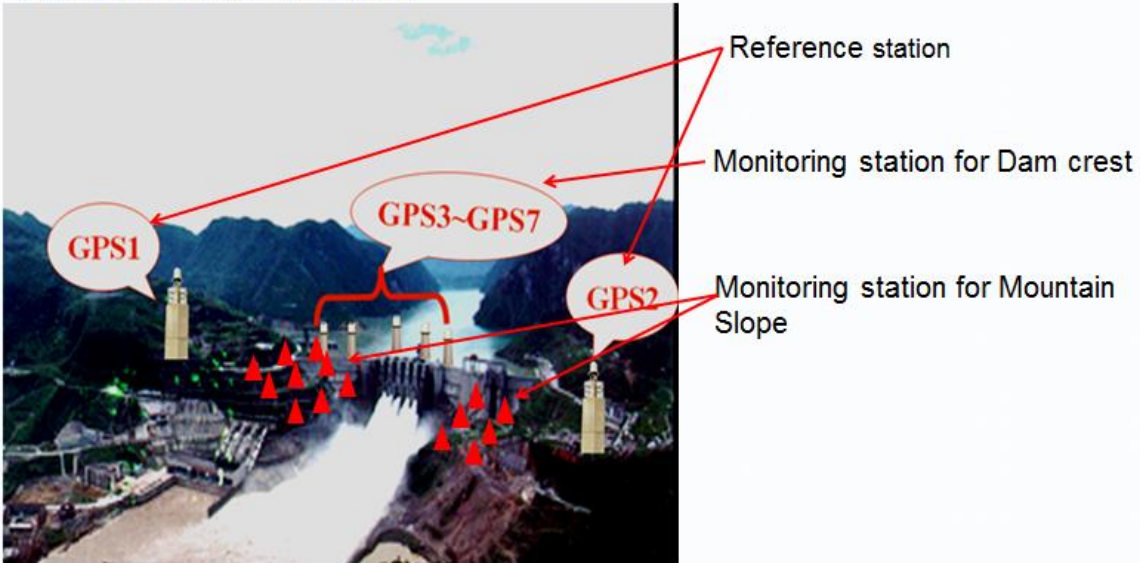 Reference station
Monitoring station for Dam crest
GPS3~GPS7
GPS1
GPS2
Monitoring station for Mountain
Slope